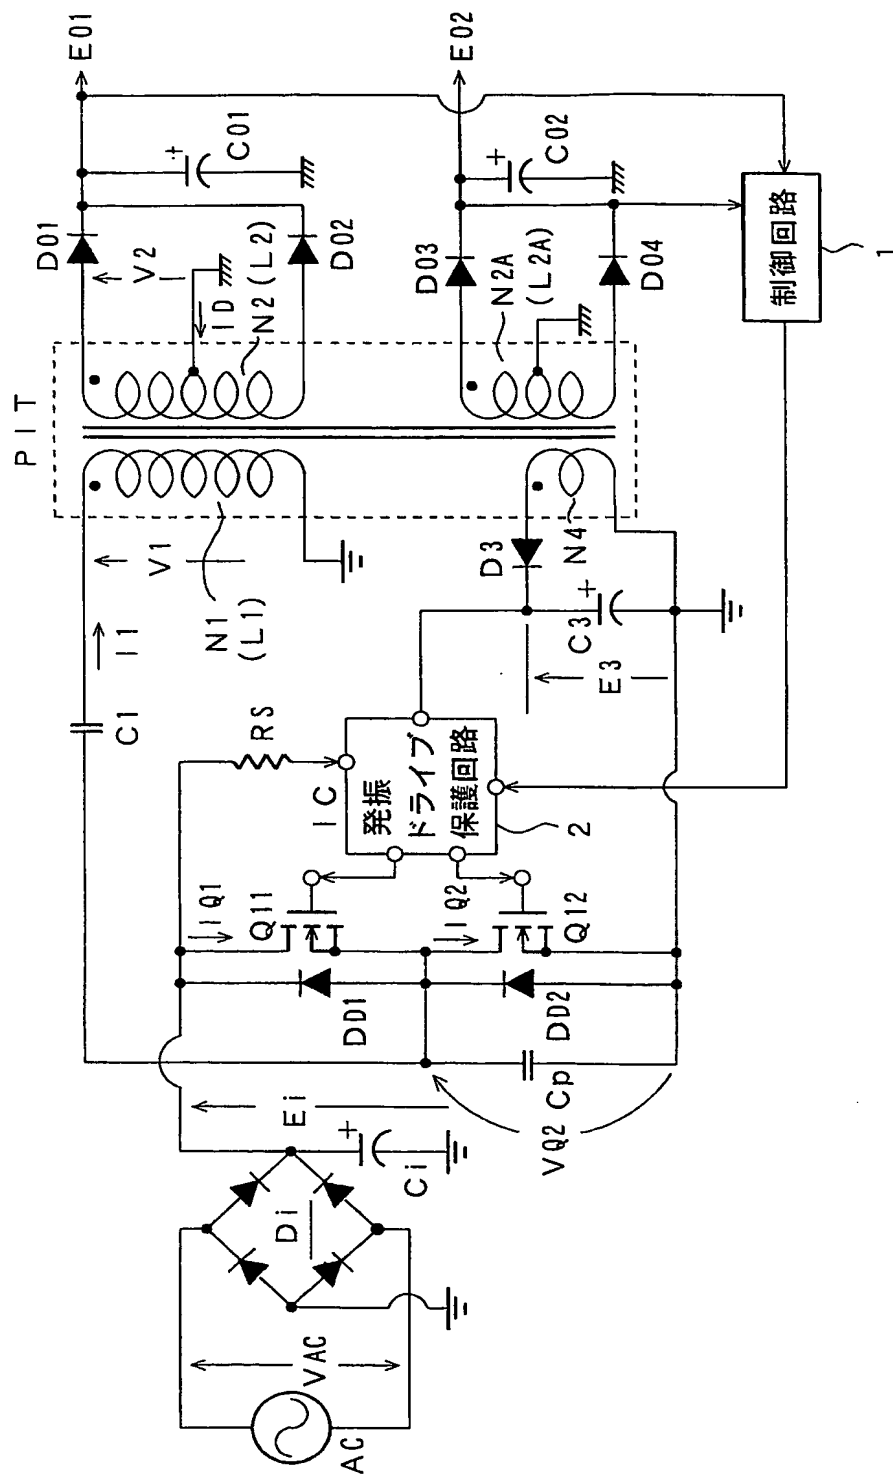 AC
VAC
Di
Ci
Ei
VQ2
Cp
DD1
DD2
IQ1
Q11
IQ2
Q12
RS
IC
発振
ドライブ
保護回路
2
C1
I1
V1
N1
(L1)
PIT
D3
N4
C3
E3
ID
N2(L2)
V2
D01
D02
C01
E01
N2A
(L2A)
D03
D04
C02
E02
制御回路
1